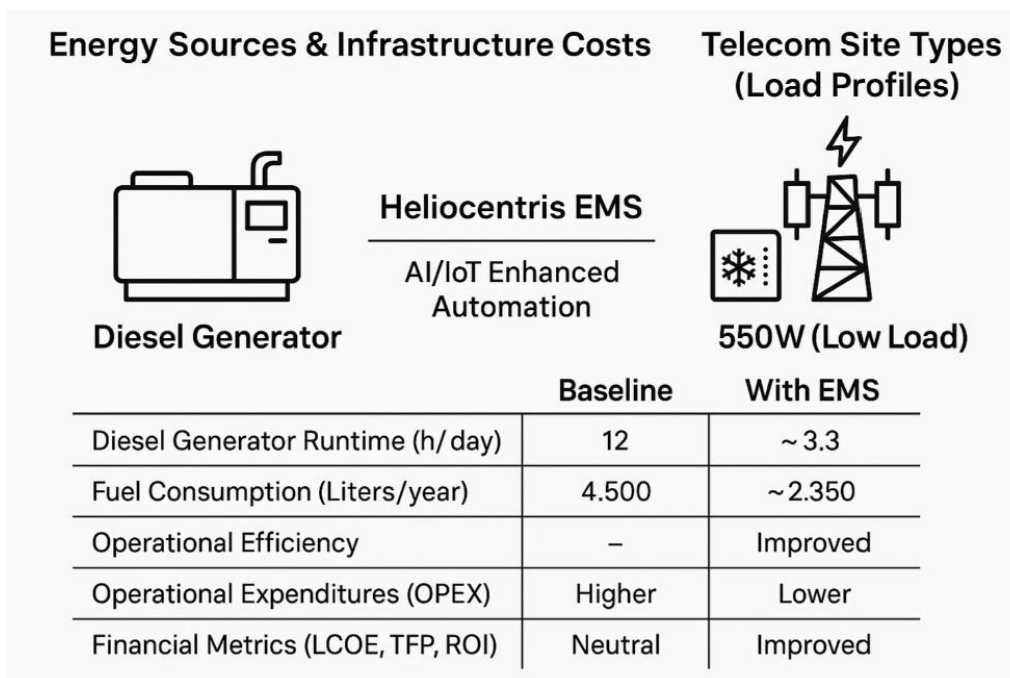 Energy Sources & Infrastructure Costs
Telecom Site Types
(Load Profiles)
Heliocentris EMS
AI/IoT Enhanced
Automation
Diesel Generator
550W (Low Load)
Baseline With EMS
Diesel Generator Runtime (h/day) 12 ~3.3
Fuel Consumption (Liters/year) 4.500 ~2.350
Operational Efficiency – Improved
Operational Expenditures (OPEX) Higher Lower
Financial Metrics (LCOE, TFP, ROI) Neutral Improved